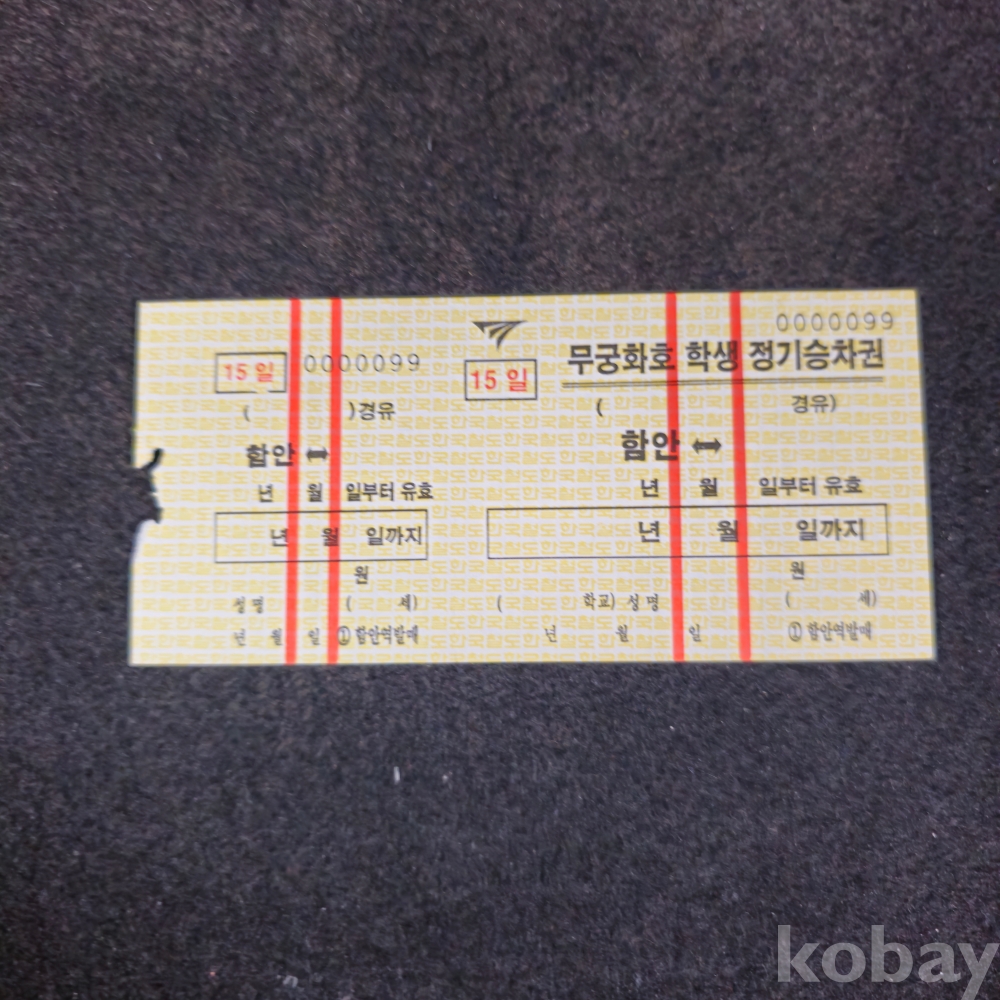 15 일 0000099
( )경유
함안 ↔
년 월 일부터 유효
년 월 일까지
원
성명 ( 세)
년 월 일 ①함안역발매
0000099
15 일 무궁화호 학생 정기승차권
( 경유)
함안 ↔
년 월 일부터 유효
년 월 일까지
원
( 학교) 성명 ( 세)
년 월 일 ① 함안역발매
kobay